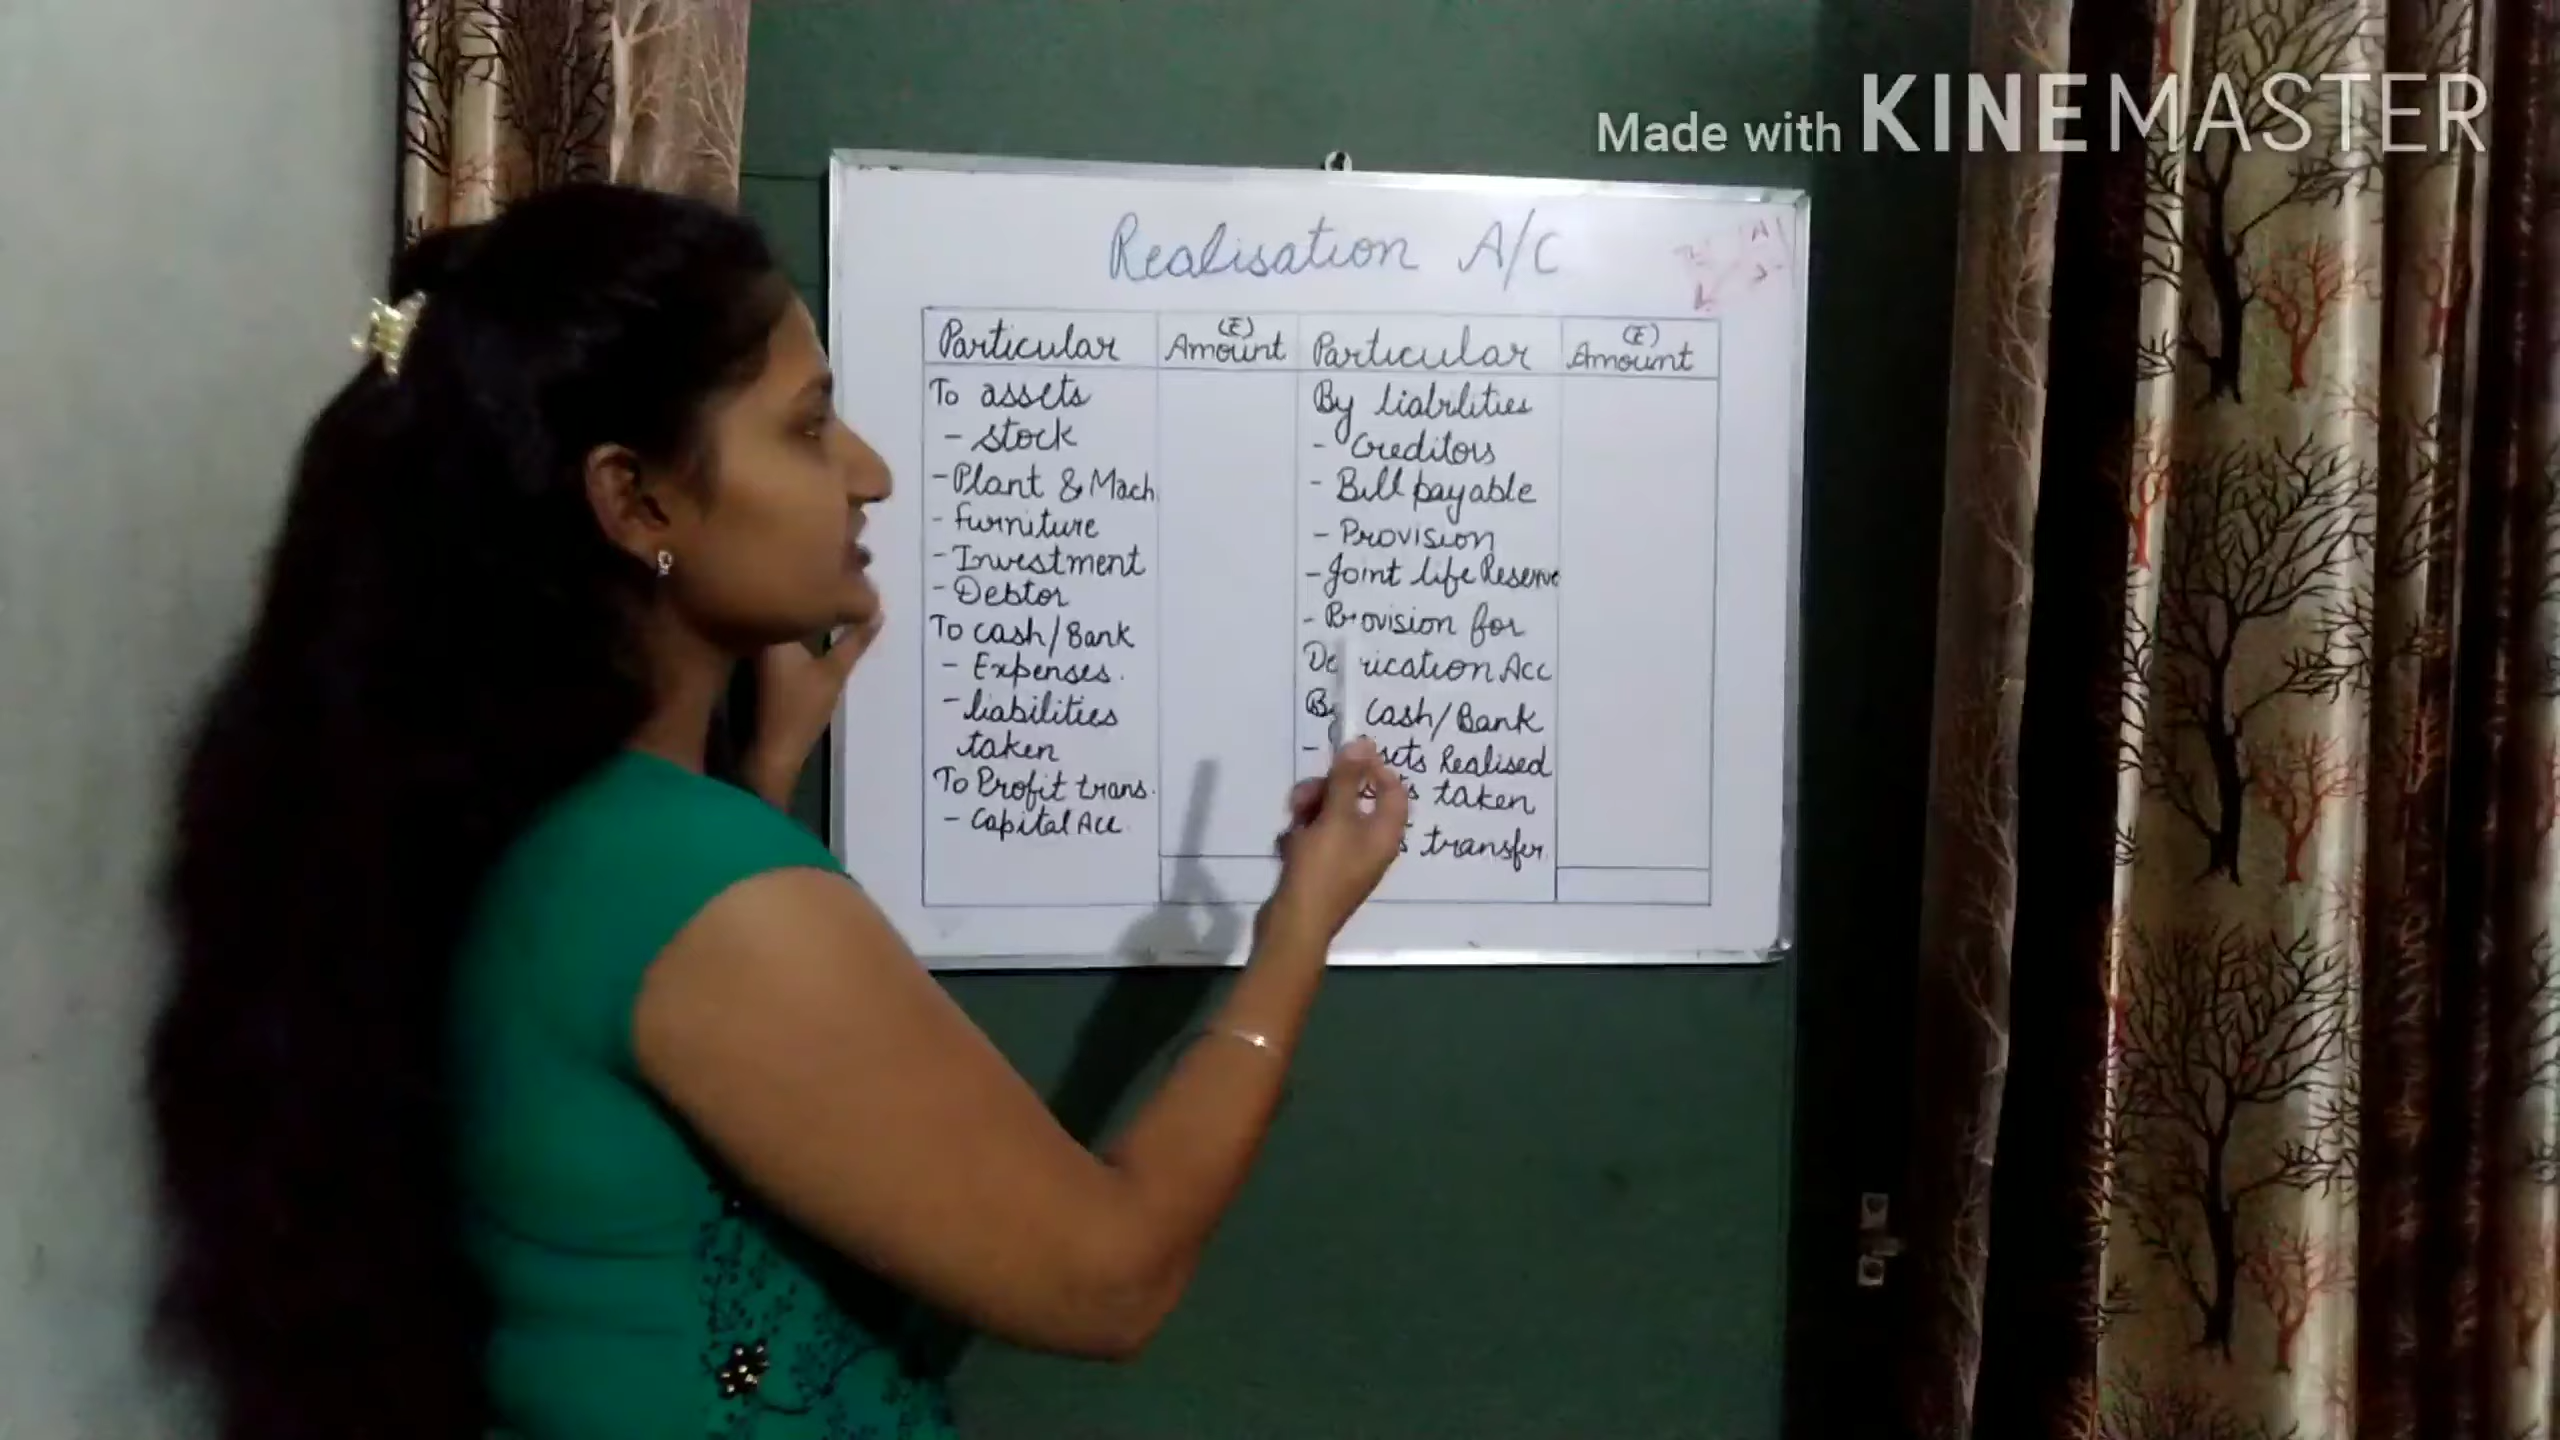 Made with KINEMASTER
Realisation A/C
Particular
(₹)
Amount
Particular
(₹)
Amount
To assets
- stock
- Plant & Mach.
- furniture
- Investment
- Debtor
To cash/Bank
- Expenses.
- liabilities
taken
To Profit trans.
- Capital Acc.
By liabilities
- Creditors
- Bill payable
- Provision
- Joint life Reserve
- Provision for
Acc
By Cash/Bank
- Realised
taken
transfer.